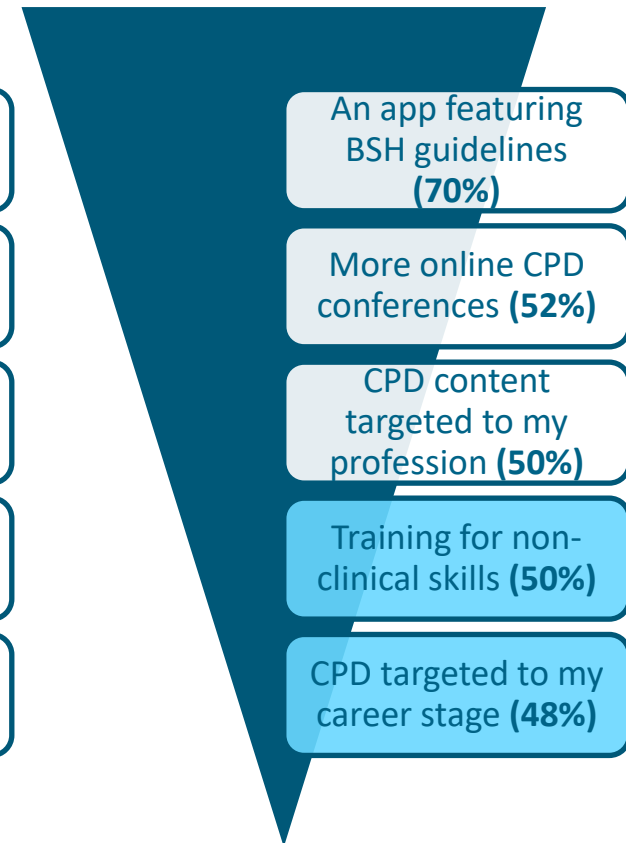 An app featuring
BSH guidelines
(70%)
More online CPD
conferences (52%)
CPD content
targeted to my
profession (50%)
Training for non-
clinical skills (50%)
CPD targeted to my
career stage (48%)